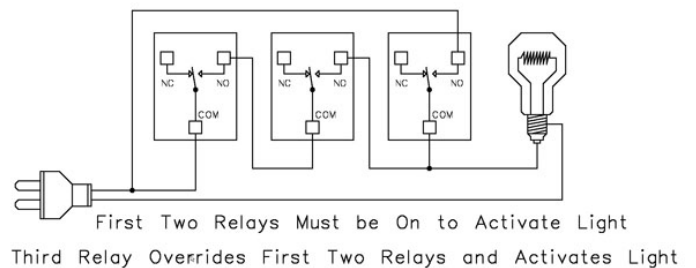 NC NO NC NO NC NO
COM COM COM
First Two Relays Must be On to Activate Light
Third Relay Overrides First Two Relays and Activates Light